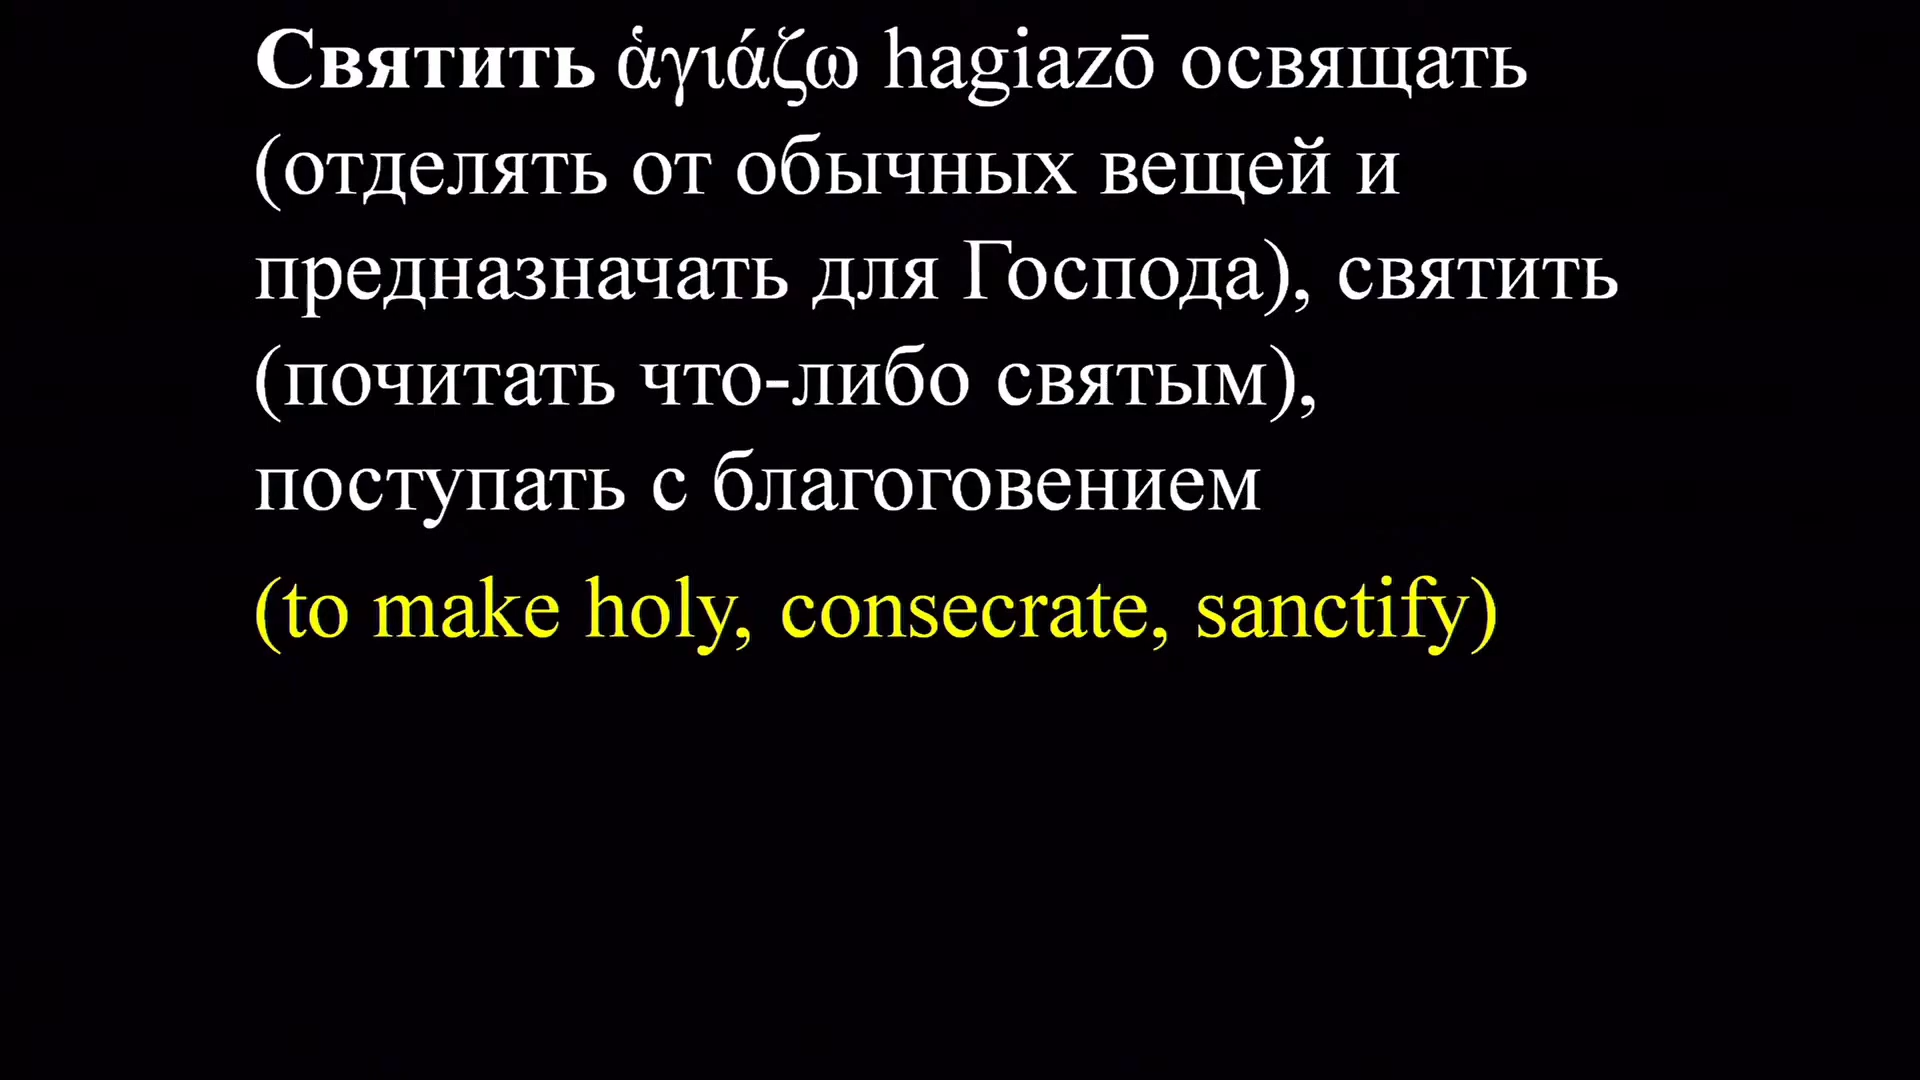 Святить ἁγιάζω hagiazō освящать
(отделять от обычных вещей и
предназначать для Господа), святить
(почитать что-либо святым),
поступать с благоговением
(to make holy, consecrate, sanctify)